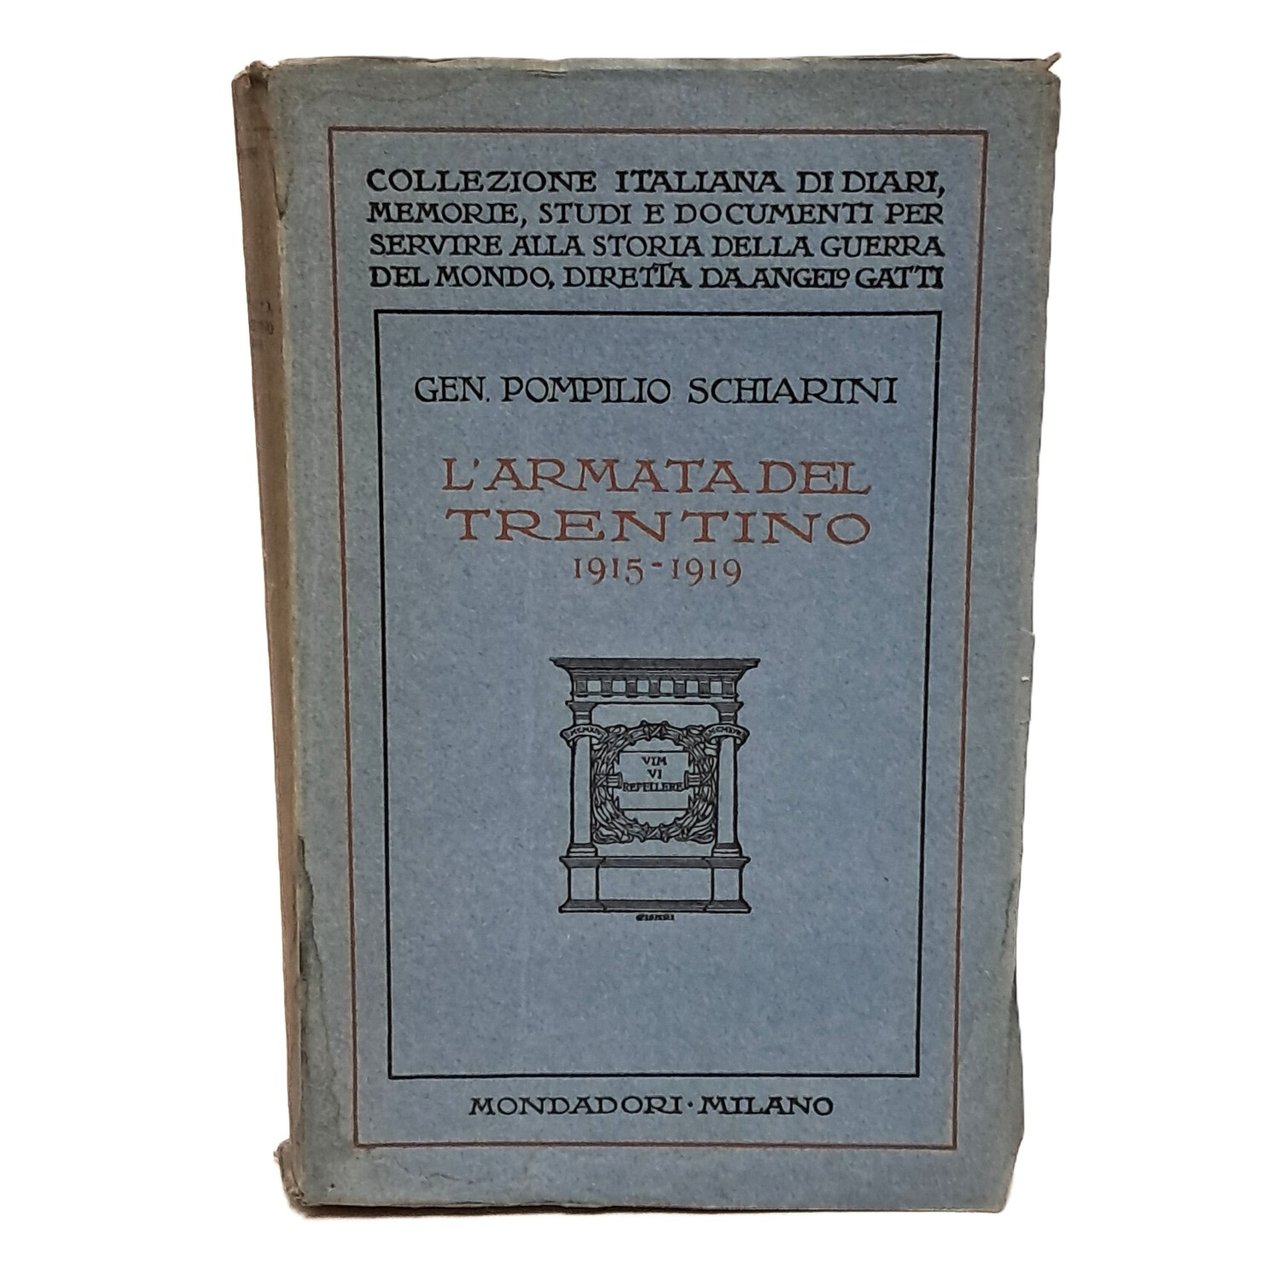 COLLEZIONE ITALIANA DI DIARI,
MEMORIE, STUDI E DOCUMENTI PER
SERVIRE ALLA STORIA DELLA GUERRA
DEL MONDO, DIRETTA DA ANGELO GATTI
GEN. POMPILIO SCHIARINI
L'ARMATA DEL
TRENTINO
1915-1919
VIM
VI
REPELLERE
MONDADORI · MILANO